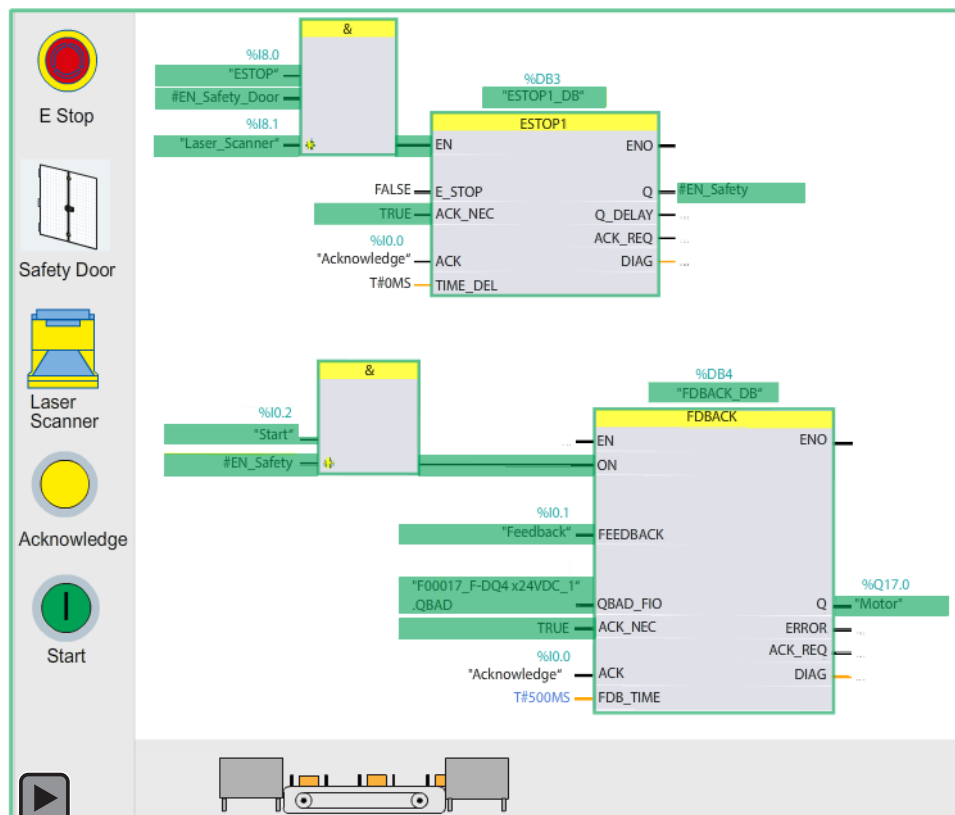 E Stop
Safety Door
Laser
Scanner
Acknowledge
Start
&
%I8.0
"ESTOP"
#EN_Safety_Door
%I8.1
"Laser_Scanner"
%DB3
"ESTOP1_DB"
ESTOP1
EN
ENO
FALSE
E_STOP
Q
#EN_Safety
TRUE
ACK_NEC
Q_DELAY
...
%I0.0
ACK_REQ
...
"Acknowledge"
ACK
DIAG
...
T#0MS
TIME_DEL
&
%I0.2
"Start"
#EN_Safety
%DB4
"FDBACK_DB"
FDBACK
...
EN
ENO
ON
%I0.1
"Feedback"
FEEDBACK
"F00017_F-DQ4 x24VDC_1"
.QBAD
QBAD_FIO
%Q17.0
Q
"Motor"
TRUE
ACK_NEC
ERROR
...
%I0.0
ACK_REQ
...
"Acknowledge"
ACK
DIAG
...
T#500MS
FDB_TIME